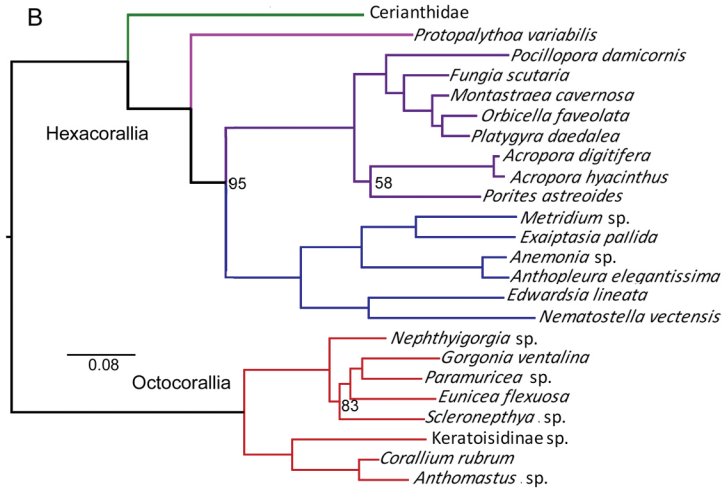 B
Cerianthidae
Protopalythoa variabilis
Pocillopora damicornis
Fungia scutaria
Montastraea cavernosa
Orbicella faveolata
Platygyra daedalea
Hexacorallia
Acropora digitifera
Acropora hyacinthus
95
58
Porites astreoides
Metridium sp.
Exaiptasia pallida
Anemonia sp.
Anthopleura elegantissima
Edwardsia lineata
Nematostella vectensis
Nephthyigorgia sp.
0.08
Gorgonia ventalina
Octocorallia
Paramuricea sp.
Eunicea flexuosa
83
Scleronepthya . sp.
Keratoisidinae sp.
Corallium rubrum
Anthomastus . sp.